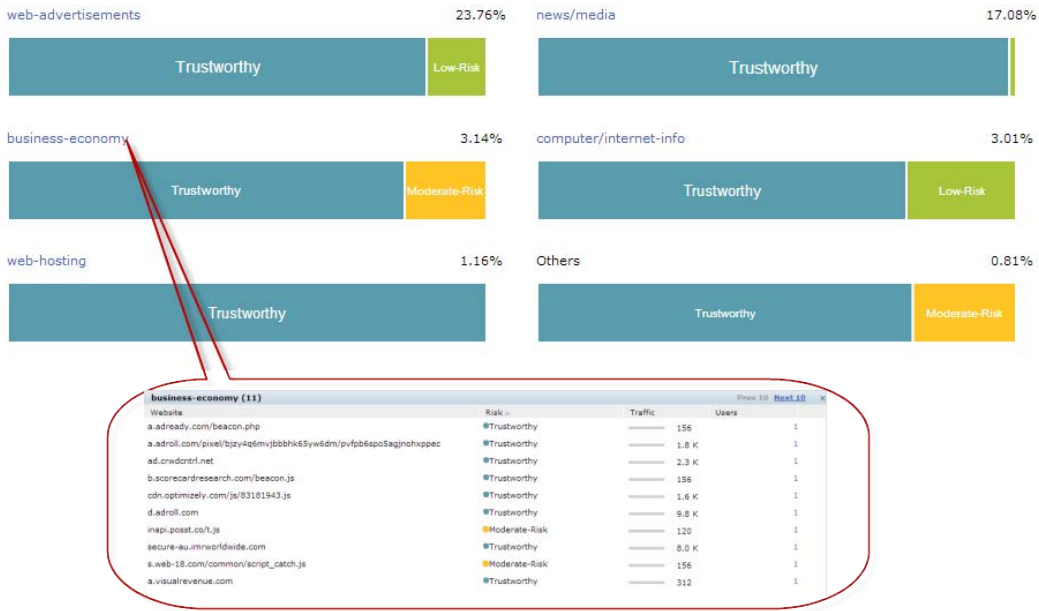 web-advertisements 23.76% news/media 17.08%
Trustworthy Low-Risk Trustworthy
business-economy 3.14% computer/internet-info 3.01%
Trustworthy Moderate-Risk Trustworthy Low-Risk
web-hosting 1.16% Others 0.81%
Trustworthy Trustworthy Moderate-Risk
business-economy (11) Prev 10 Next 10 ×
Website Risk Traffic Users
a.adready.com/beacon.php Trustworthy 156 1
a.adroll.com/pixel/bjzy4q6mvjbbbhk65yw6dm/pvfpb6spo5agjnohxppec Trustworthy 1.8 K 1
ad.crwdcntrl.net Trustworthy 2.3 K 1
b.scorecardresearch.com/beacon.js Trustworthy 156 1
cdn.optimizely.com/js/83181943.js Trustworthy 1.6 K 1
d.adroll.com Trustworthy 9.8 K 1
inapi.posst.co/t.js Moderate-Risk 120 1
secure-au.imrworldwide.com Trustworthy 8.0 K 1
s.web-18.com/common/script_catch.js Moderate-Risk 156 1
a.visualrevenue.com Trustworthy 312 1